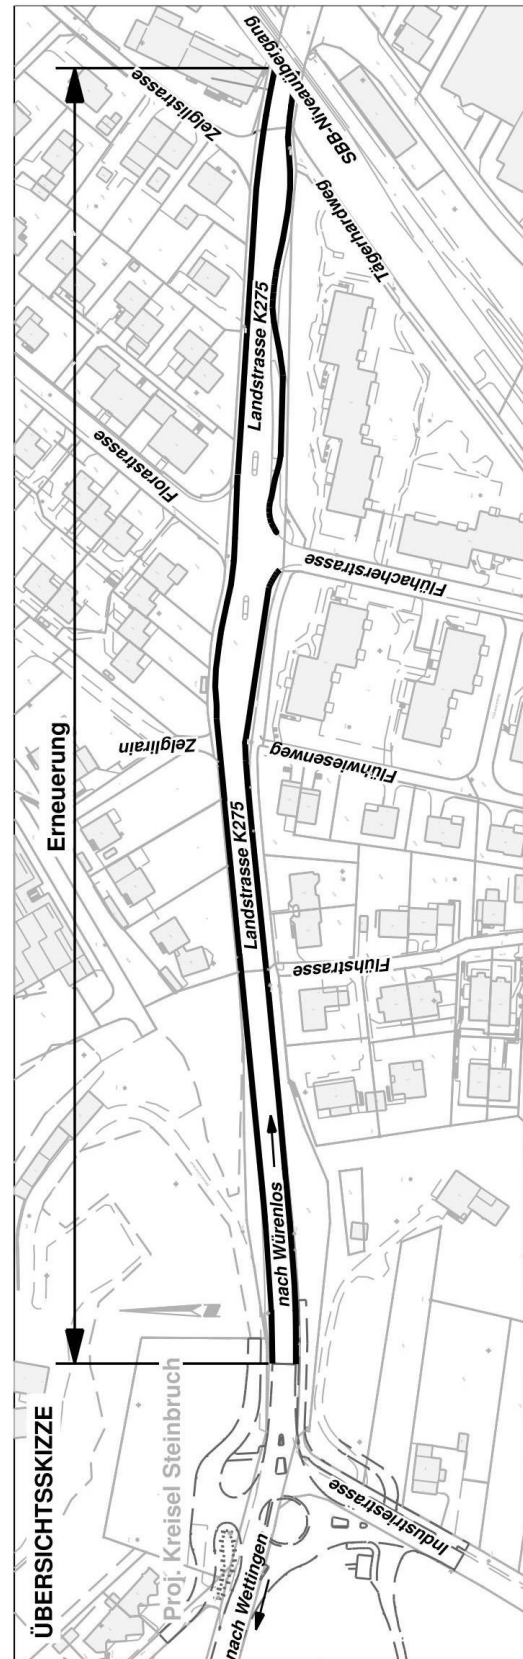 ÜBERSICHTSSKIZZE
Erneuerung
Proj. Kreisel Steinbruch
nach Wettingen
Industriestrasse
nach Würenlos
Landstrasse K275
Flühstrasse
Zelglirain
Flühwiesenweg
Florastrasse
Flühacherstrasse
Landstrasse K275
Zelglistrasse
Tägerhardweg
SBB-Niveauübergang